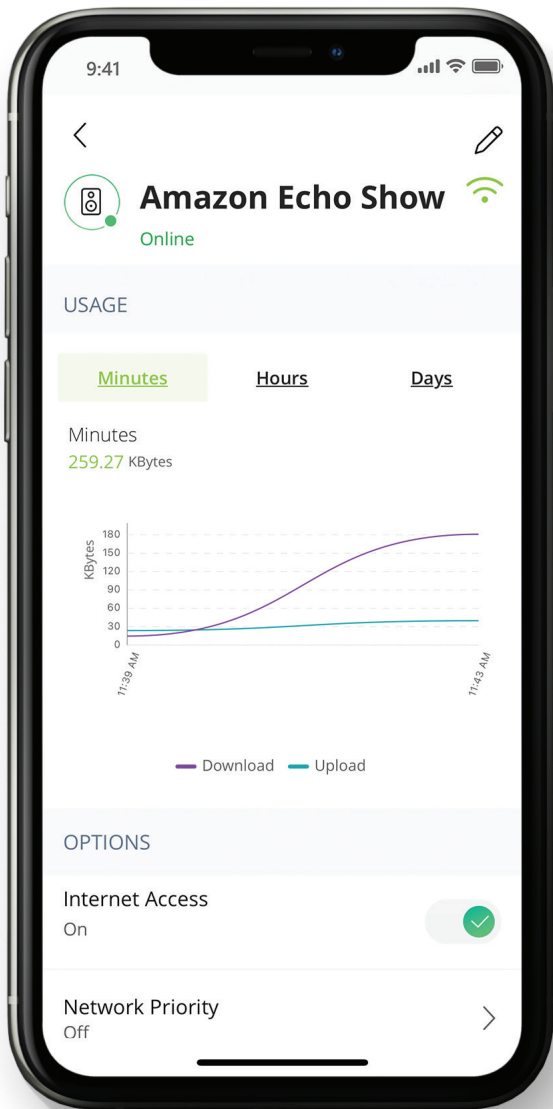 9:41
Amazon Echo Show
Online
USAGE
Minutes Hours Days
Minutes
259.27 KBytes
KBytes
180
150
120
90
60
30
0
11:39 AM
11:43 AM
Download Upload
OPTIONS
Internet Access
On
Network Priority
Off